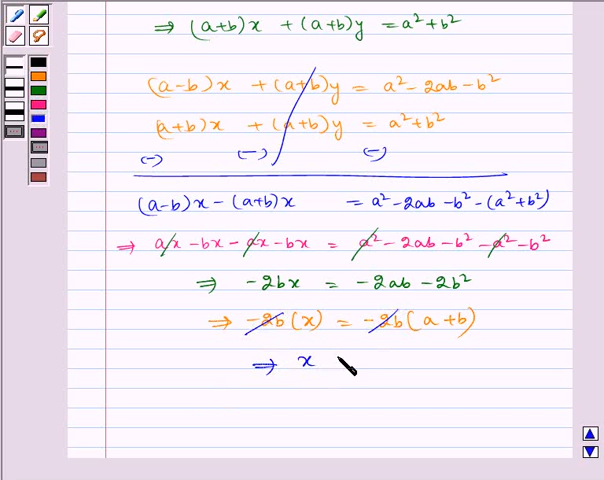 ⇒ (a+b)x + (a+b)y = a²+b²
(a-b)x + (a+b)y = a² - 2ab - b²
(a+b)x + (a+b)y = a²+b²
(-) (-) (-)
(a-b)x - (a+b)x = a² - 2ab - b² - (a²+b²)
⇒ ax - bx - ax - bx = a² - 2ab - b² - a² - b²
⇒ -2bx = -2ab - 2b²
⇒ -2b(x) = -2b(a+b)
⇒ x